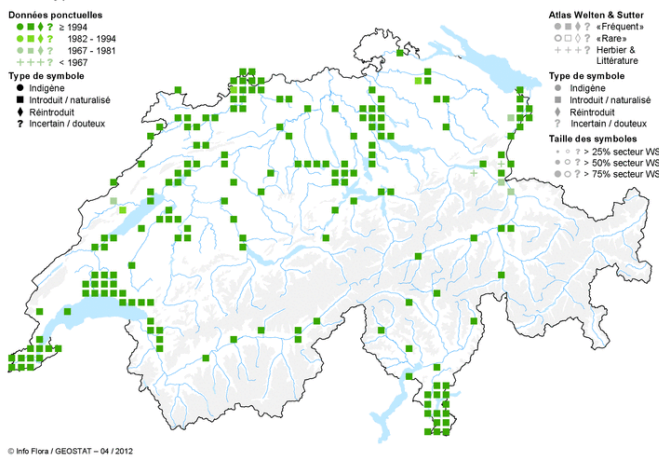 Données ponctuelles
≥ 1994
1982 - 1994
1967 - 1981
< 1967
Type de symbole
Indigène
Introduit / naturalisé
Réintroduit
? Incertain / douteux
Atlas Welten & Sutter
? «Fréquent»
? «Rare»
+++? Herbier &
Littérature
Type de symbole
Indigène
Introduit / naturalisé
Réintroduit
? Incertain / douteux
Taille des symboles
? > 25% secteur WS
? > 50% secteur WS
? > 75% secteur WS
© Info Flora / GEOSTAT – 04 / 2012